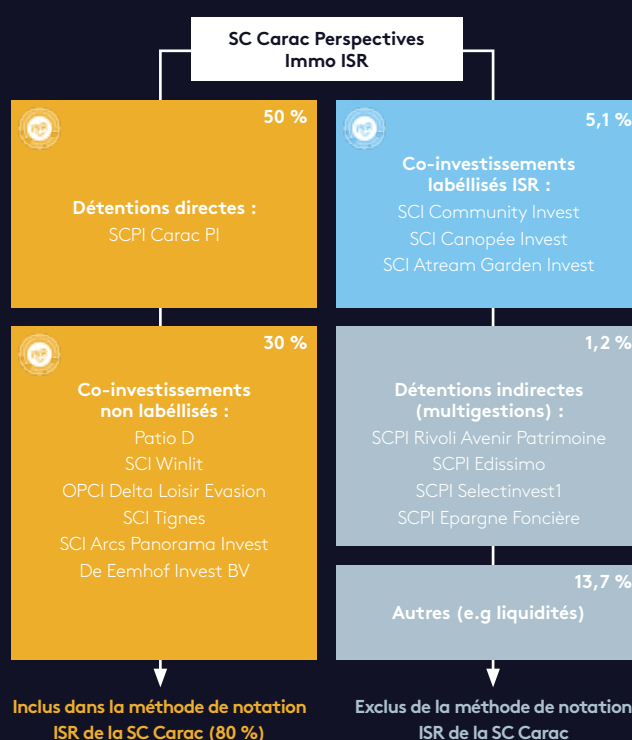 SC Carac Perspectives
Immo ISR
50 %
Détentions directes :
SCPI Carac PI
30 %
Co-investissements
non labéllisés :
Patio D
SCI Winlit
OPCI Delta Loisir Evasion
SCI Tignes
SCI Arcs Panorama Invest
De Eemhof Invest BV
Inclus dans la méthode de notation
ISR de la SC Carac (80 %)
5,1 %
Co-investissements
labéllisés ISR :
SCI Community Invest
SCI Canopée Invest
SCI Atream Garden Invest
1,2 %
Détentions indirectes
(multigestions) :
SCPI Rivoli Avenir Patrimoine
SCPI Edissimo
SCPI Selectinvest1
SCPI Epargne Foncière
13,7 %
Autres (e.g liquidités)
Exclus de la méthode de notation
ISR de la SC Carac